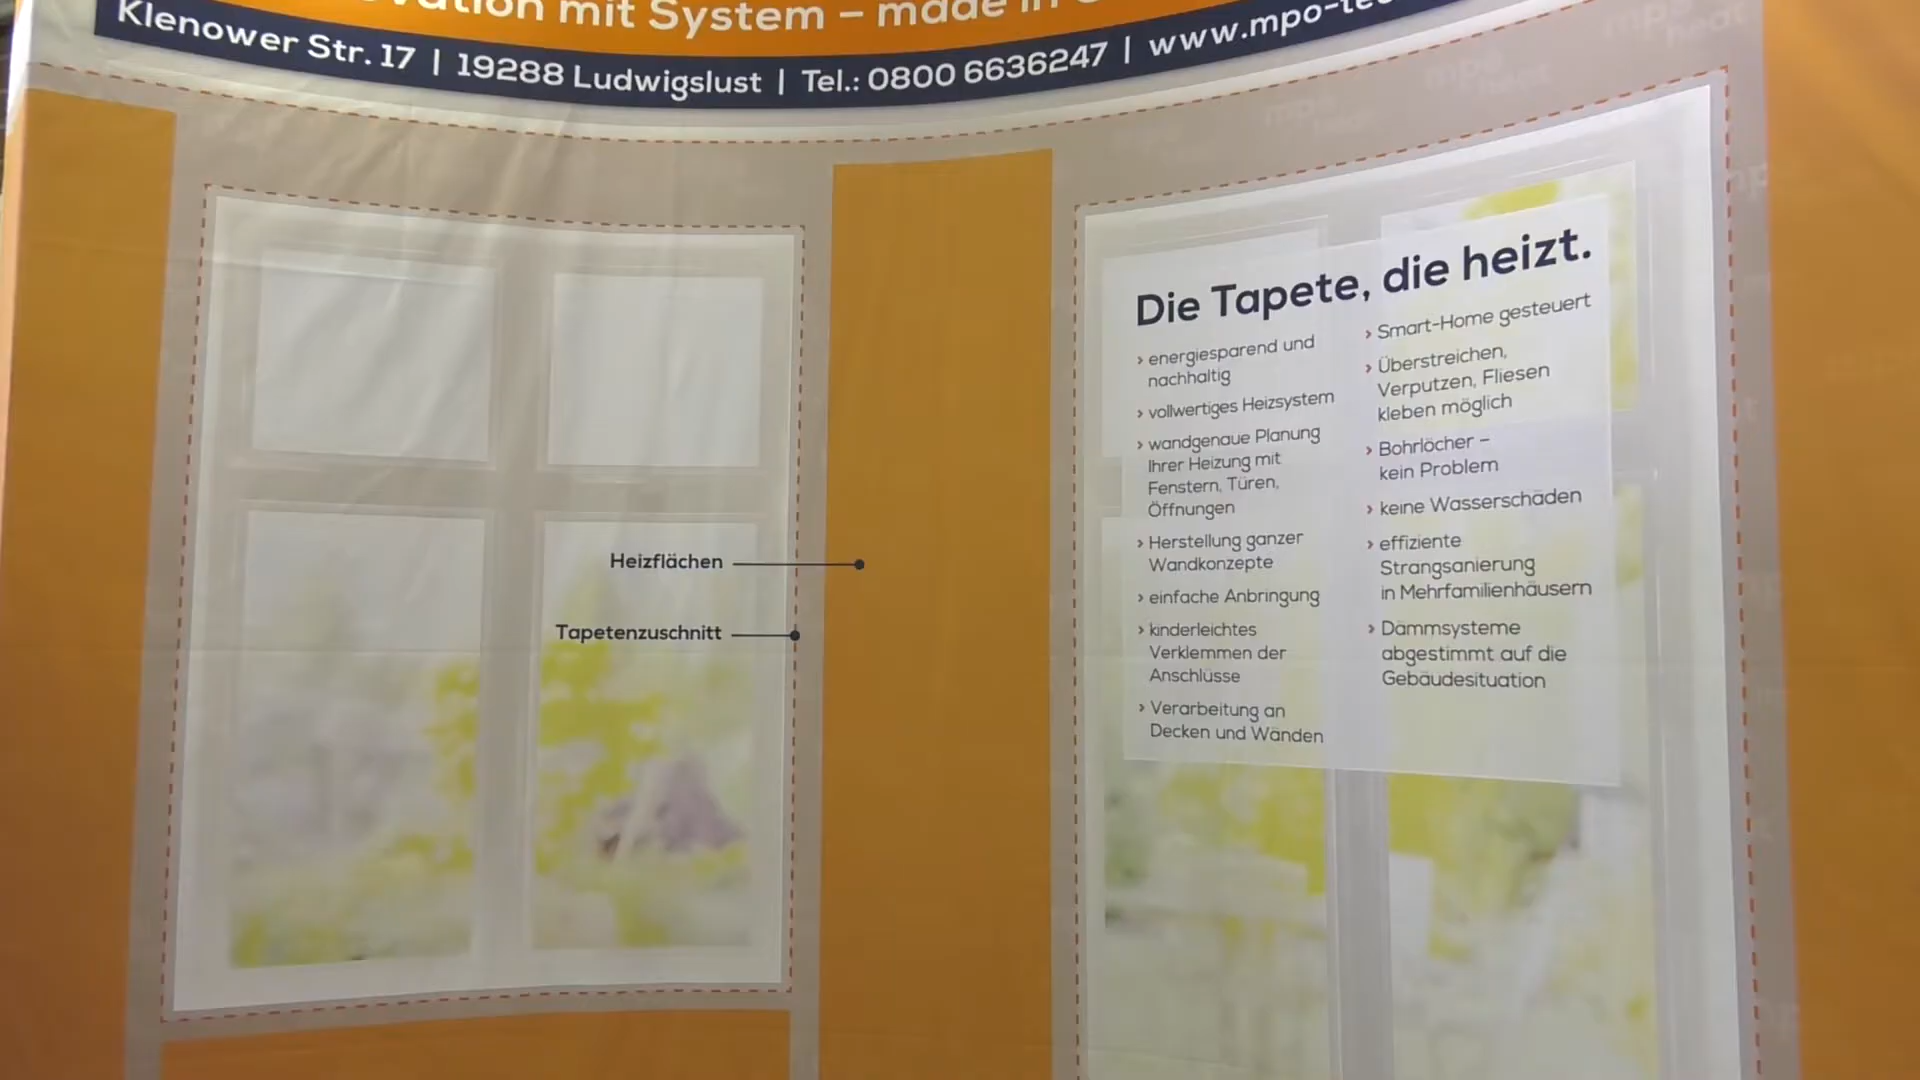 mit System – made in
Klenower Str. 17 | 19288 Ludwigslust | Tel.: 0800 6636247 | www.mpo-te
Heizflächen
Tapetenzuschnitt
Die Tapete, die heizt.
› energiesparend und
nachhaltig
› vollwertiges Heizsystem
› wandgenaue Planung
Ihrer Heizung mit
Fenstern, Türen,
Öffnungen
› Herstellung ganzer
Wandkonzepte
› einfache Anbringung
› kinderleichtes
Verklemmen der
Anschlüsse
› Verarbeitung an
Decken und Wänden
› Smart-Home gesteuert
› Überstreichen,
Verputzen, Fliesen
kleben möglich
› Bohrlöcher –
kein Problem
› keine Wasserschäden
› effiziente
Strangsanierung
in Mehrfamilienhäusern
› Dämmsysteme
abgestimmt auf die
Gebäudesituation